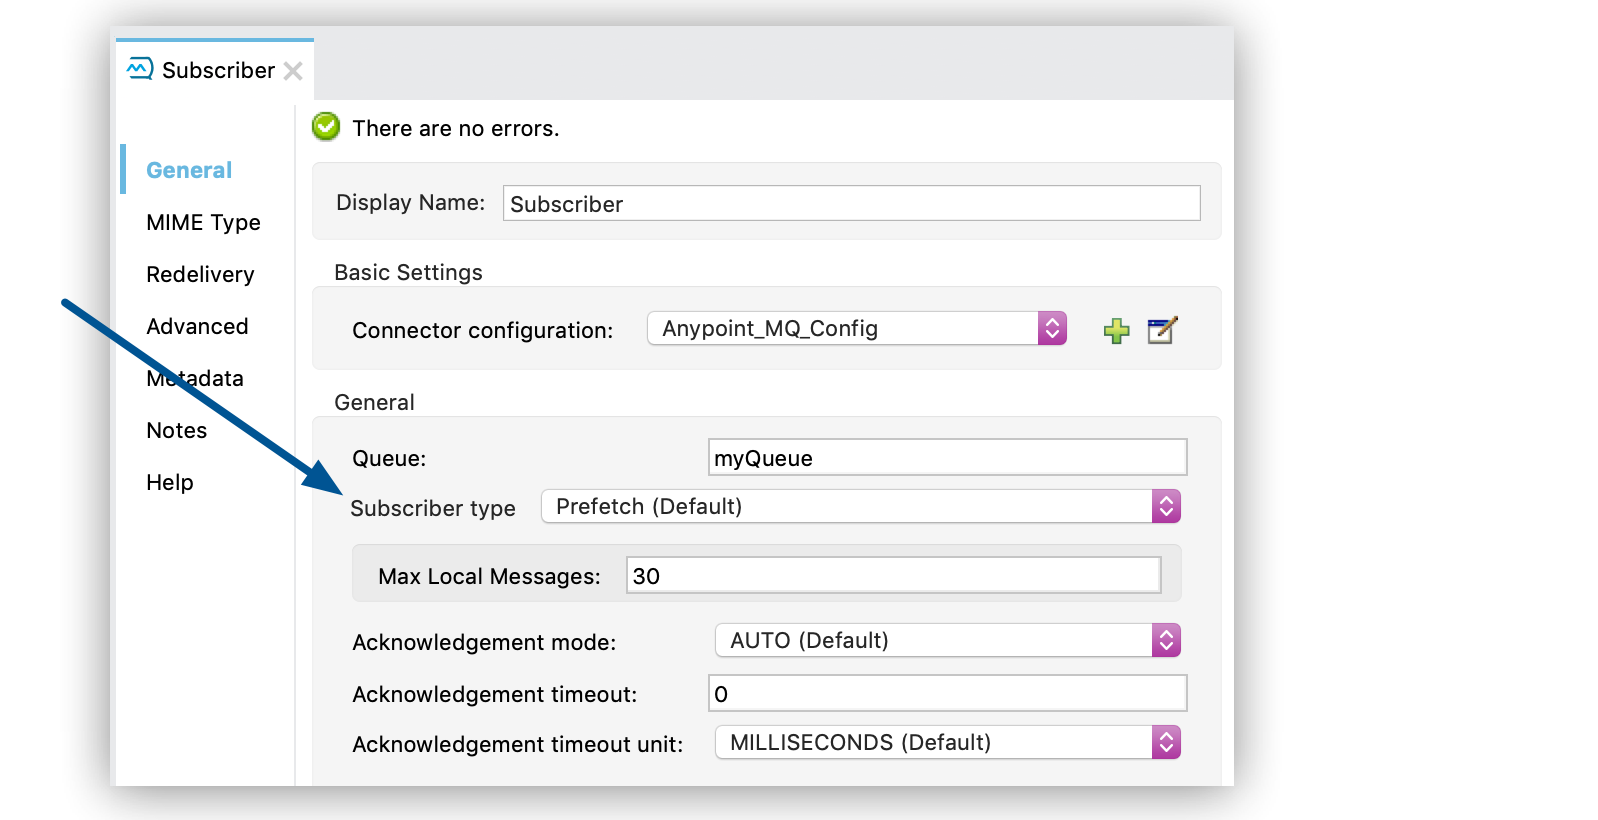 Subscriber
There are no errors.
General
MIME Type
Redelivery
Advanced
Metadata
Notes
Help
Display Name: Subscriber
Basic Settings
Connector configuration: Anypoint_MQ_Config
General
Queue: myQueue
Subscriber type Prefetch (Default)
Max Local Messages: 30
Acknowledgement mode: AUTO (Default)
Acknowledgement timeout: 0
Acknowledgement timeout unit: MILLISECONDS (Default)